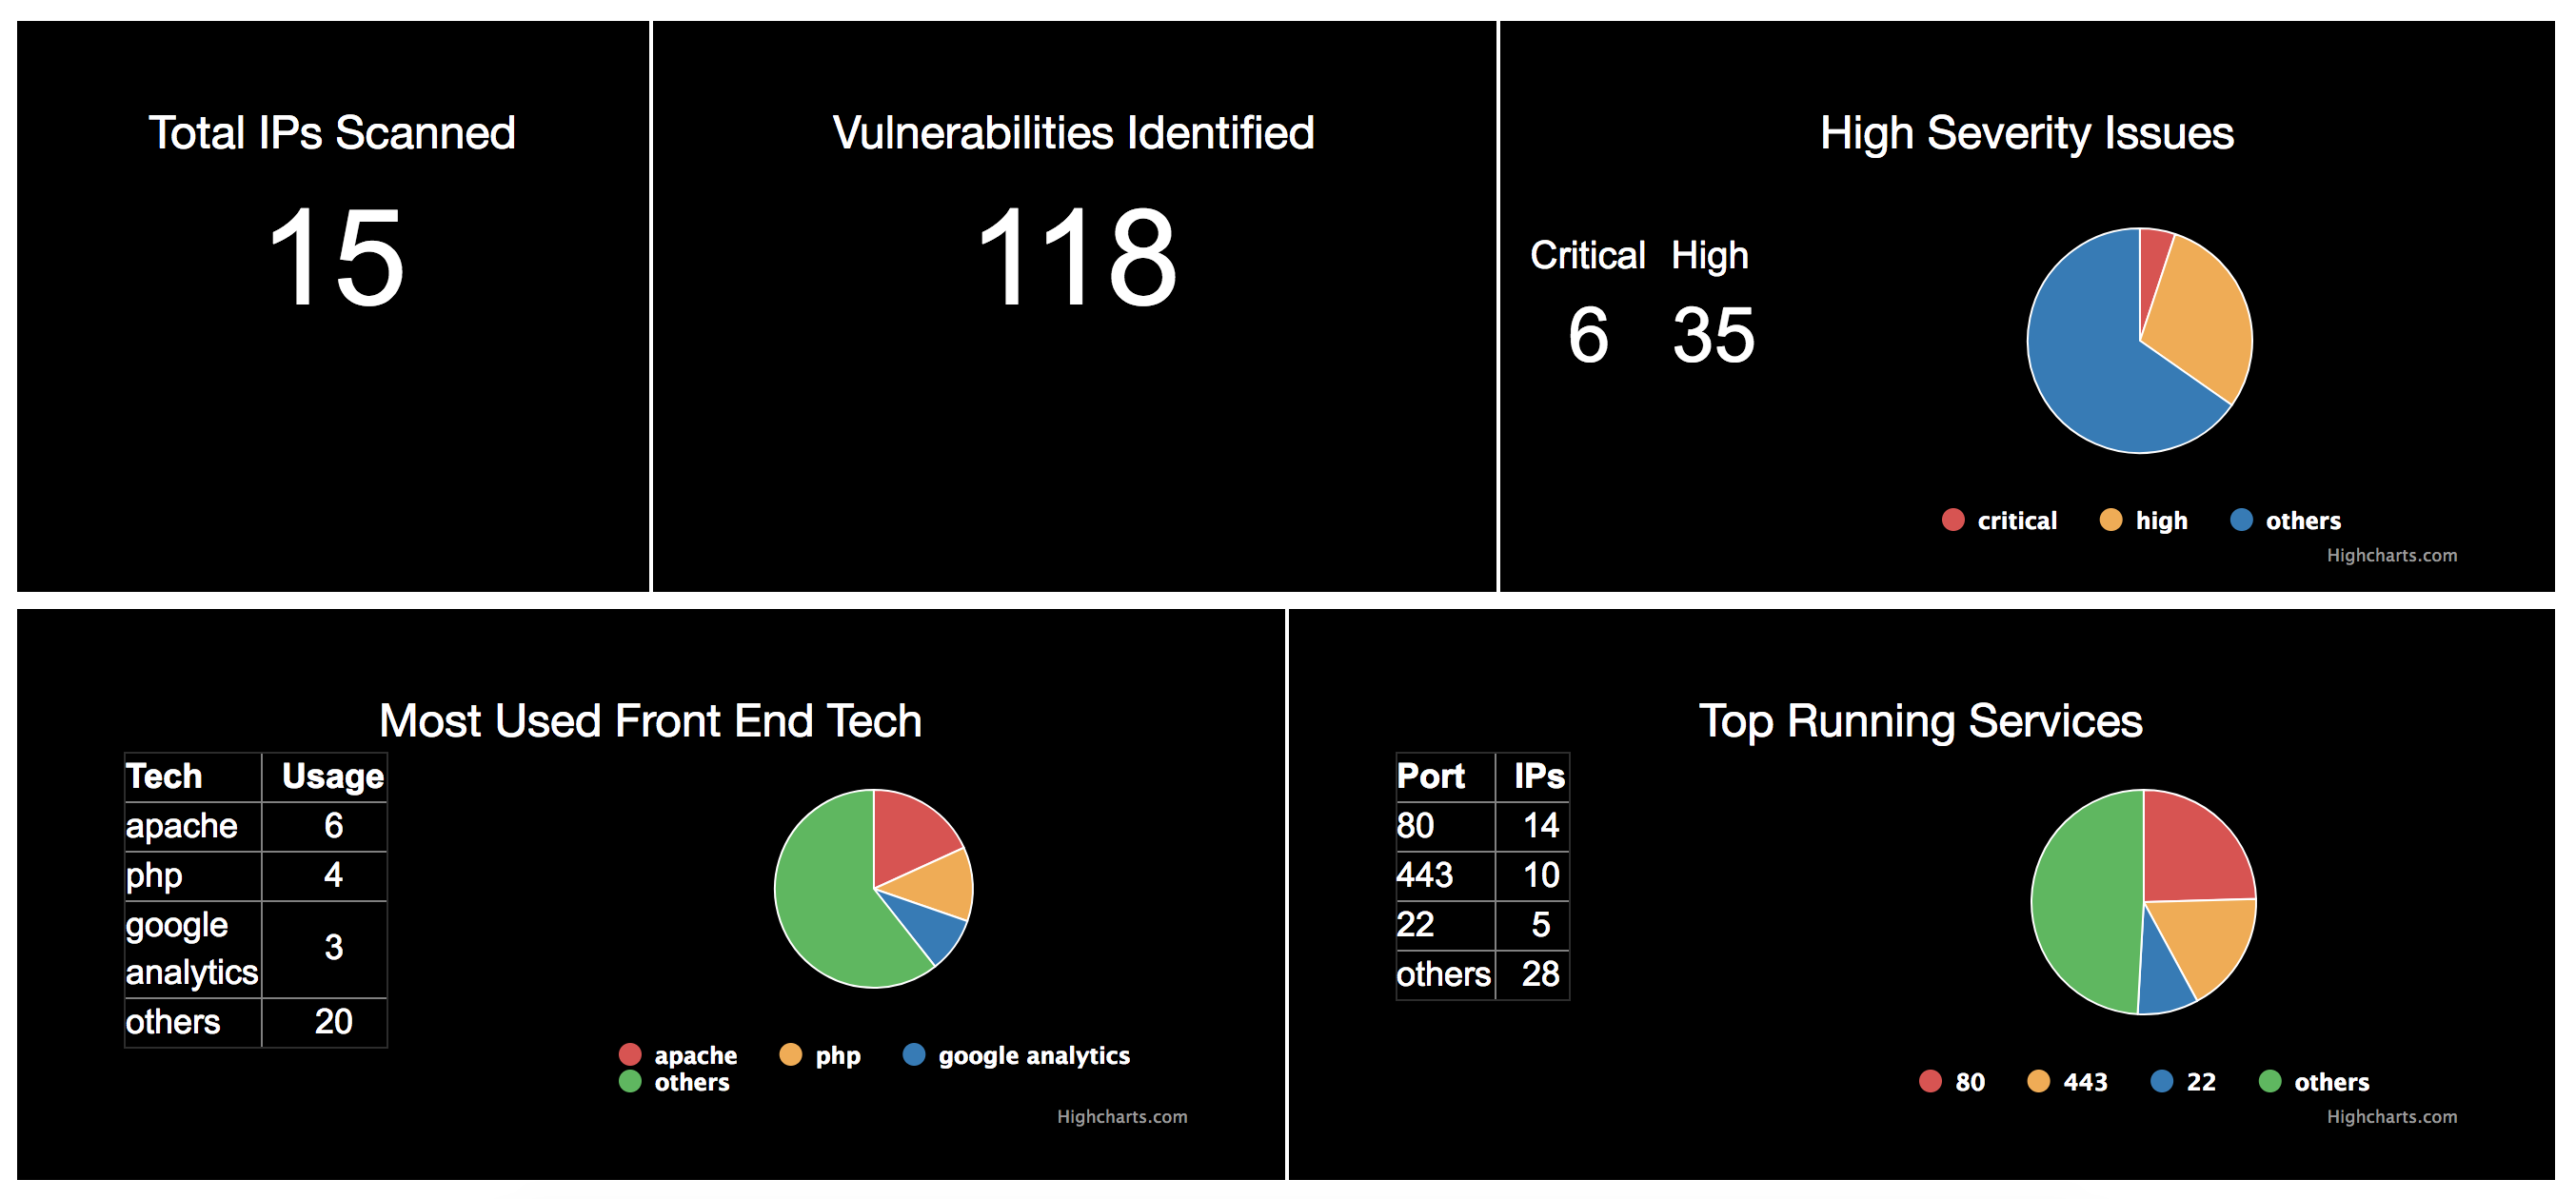 Total IPs Scanned
15
Vulnerabilities Identified
118
High Severity Issues
Critical High
6 35
critical high others
Highcharts.com
Most Used Front End Tech
Tech Usage
apache 6
php 4
google
analytics 3
others 20
apache php google analytics
others
Highcharts.com
Top Running Services
Port IPs
80 14
443 10
22 5
others 28
80 443 22 others
Highcharts.com